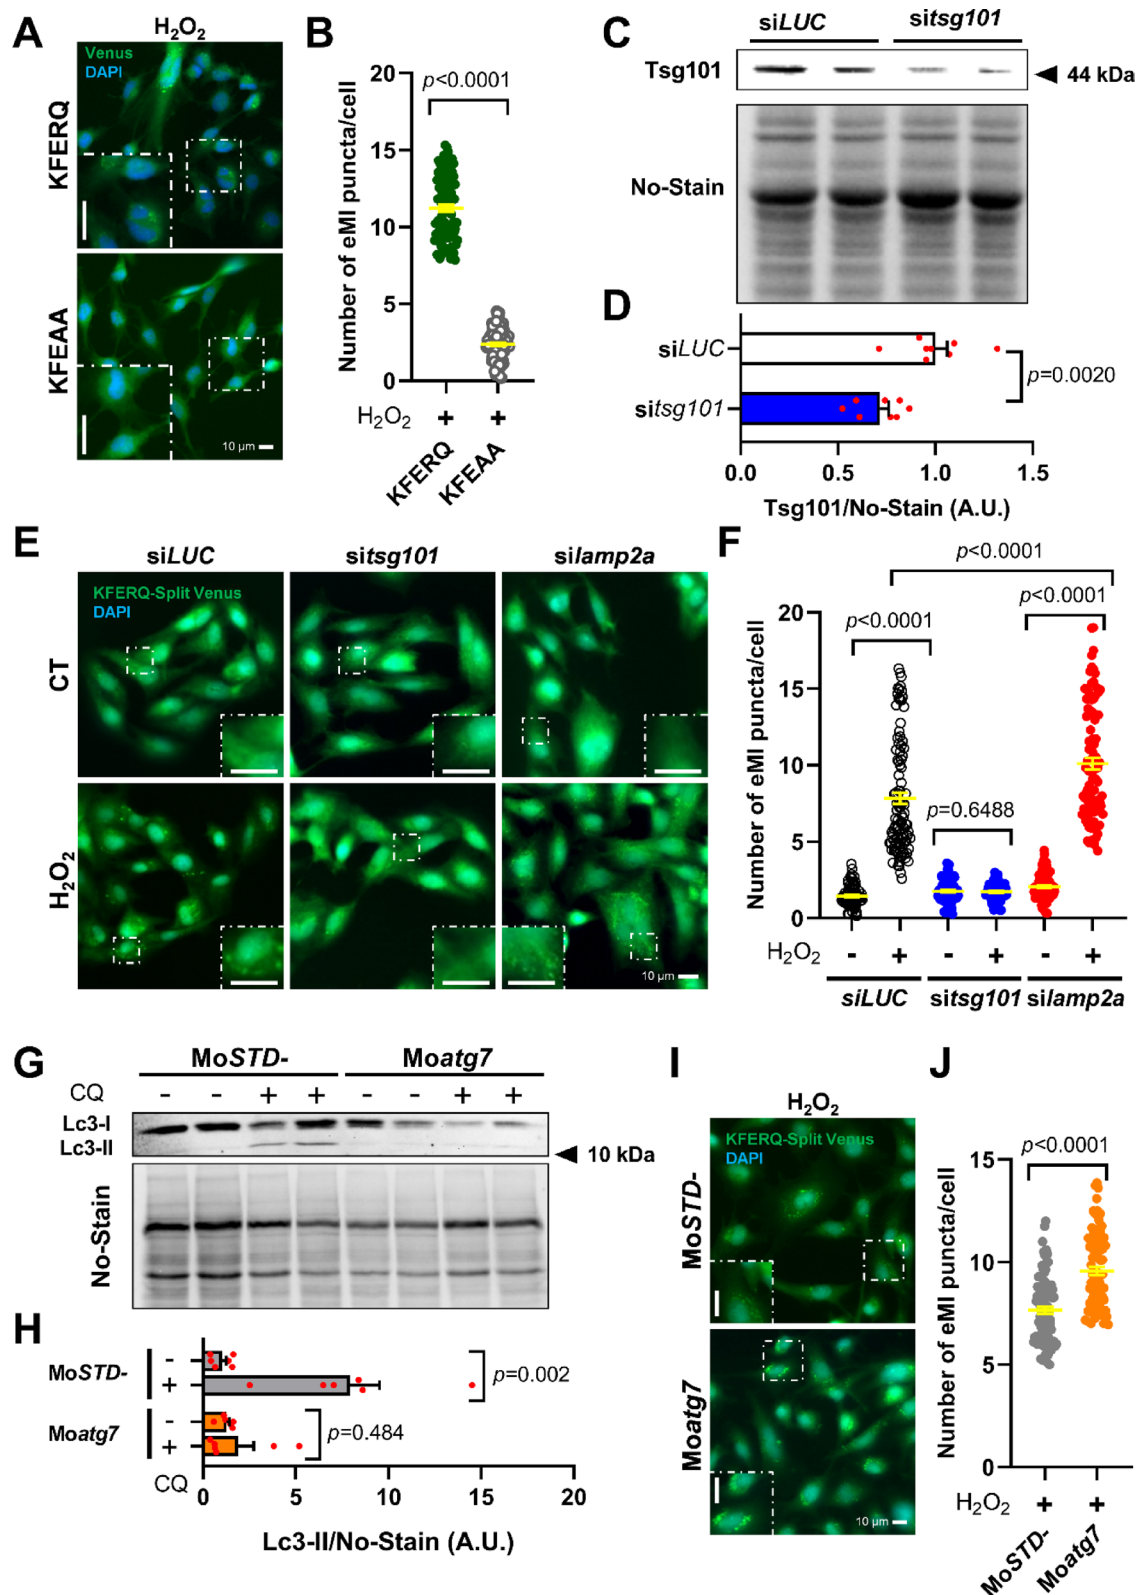 A
H₂O₂
Venus
DAPI
KFERQ
KFEAA
10 µm
B
p<0.0001
Number of eMI puncta/cell
20
15
10
5
0
H₂O₂ + +
KFERQ
KFEAA
C
siLUC sitsg101
Tsg101
44 kDa
No-Stain
D
siLUC
sitsg101
p=0.0020
0.0 0.5 1.0 1.5
Tsg101/No-Stain (A.U.)
E
siLUC sitsg101 silamp2a
KFERQ-Split Venus
DAPI
CT
H₂O₂
10 µm
F
p<0.0001
p<0.0001
p<0.0001
p=0.6488
Number of eMI puncta/cell
20
15
10
5
0
H₂O₂ - + - + - +
siLUC sitsg101 silamp2a
G
MoSTD- Moatg7
CQ - - + + - - + +
Lc3-I
Lc3-II
10 kDa
No-Stain
H
MoSTD- - +
Moatg7 - +
CQ
p=0.002
p=0.484
0 5 10 15 20
Lc3-II/No-Stain (A.U.)
I
H₂O₂
KFERQ-Split Venus
DAPI
MoSTD-
Moatg7
10 µm
J
p<0.0001
Number of eMI puncta/cell
15
10
5
0
H₂O₂ + +
MoSTD-
Moatg7